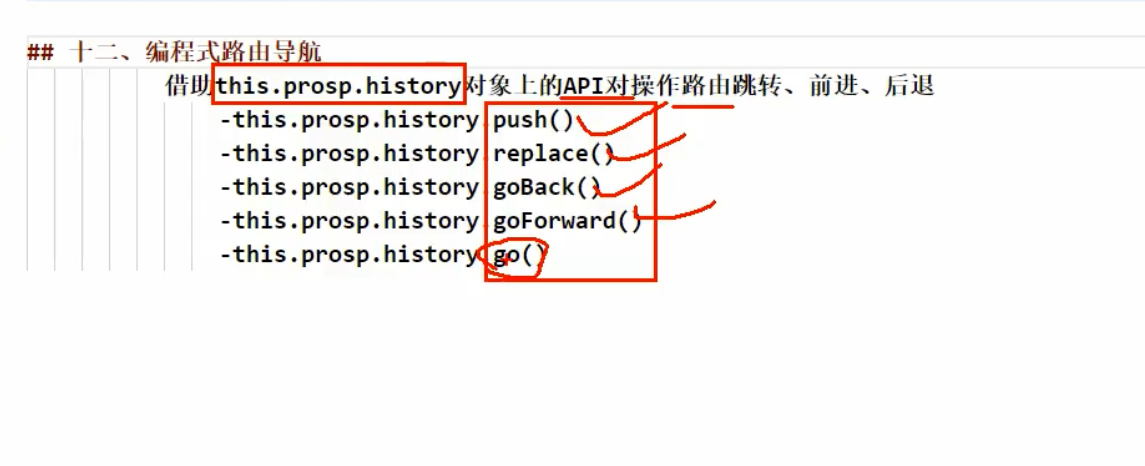 ## 十二、编程式路由导航
借助this.prosp.history对象上的API对操作路由跳转、前进、后退
-this.prosp.history.push()
-this.prosp.history.replace()
-this.prosp.history.goBack()
-this.prosp.history.goForward()
-this.prosp.history.go()